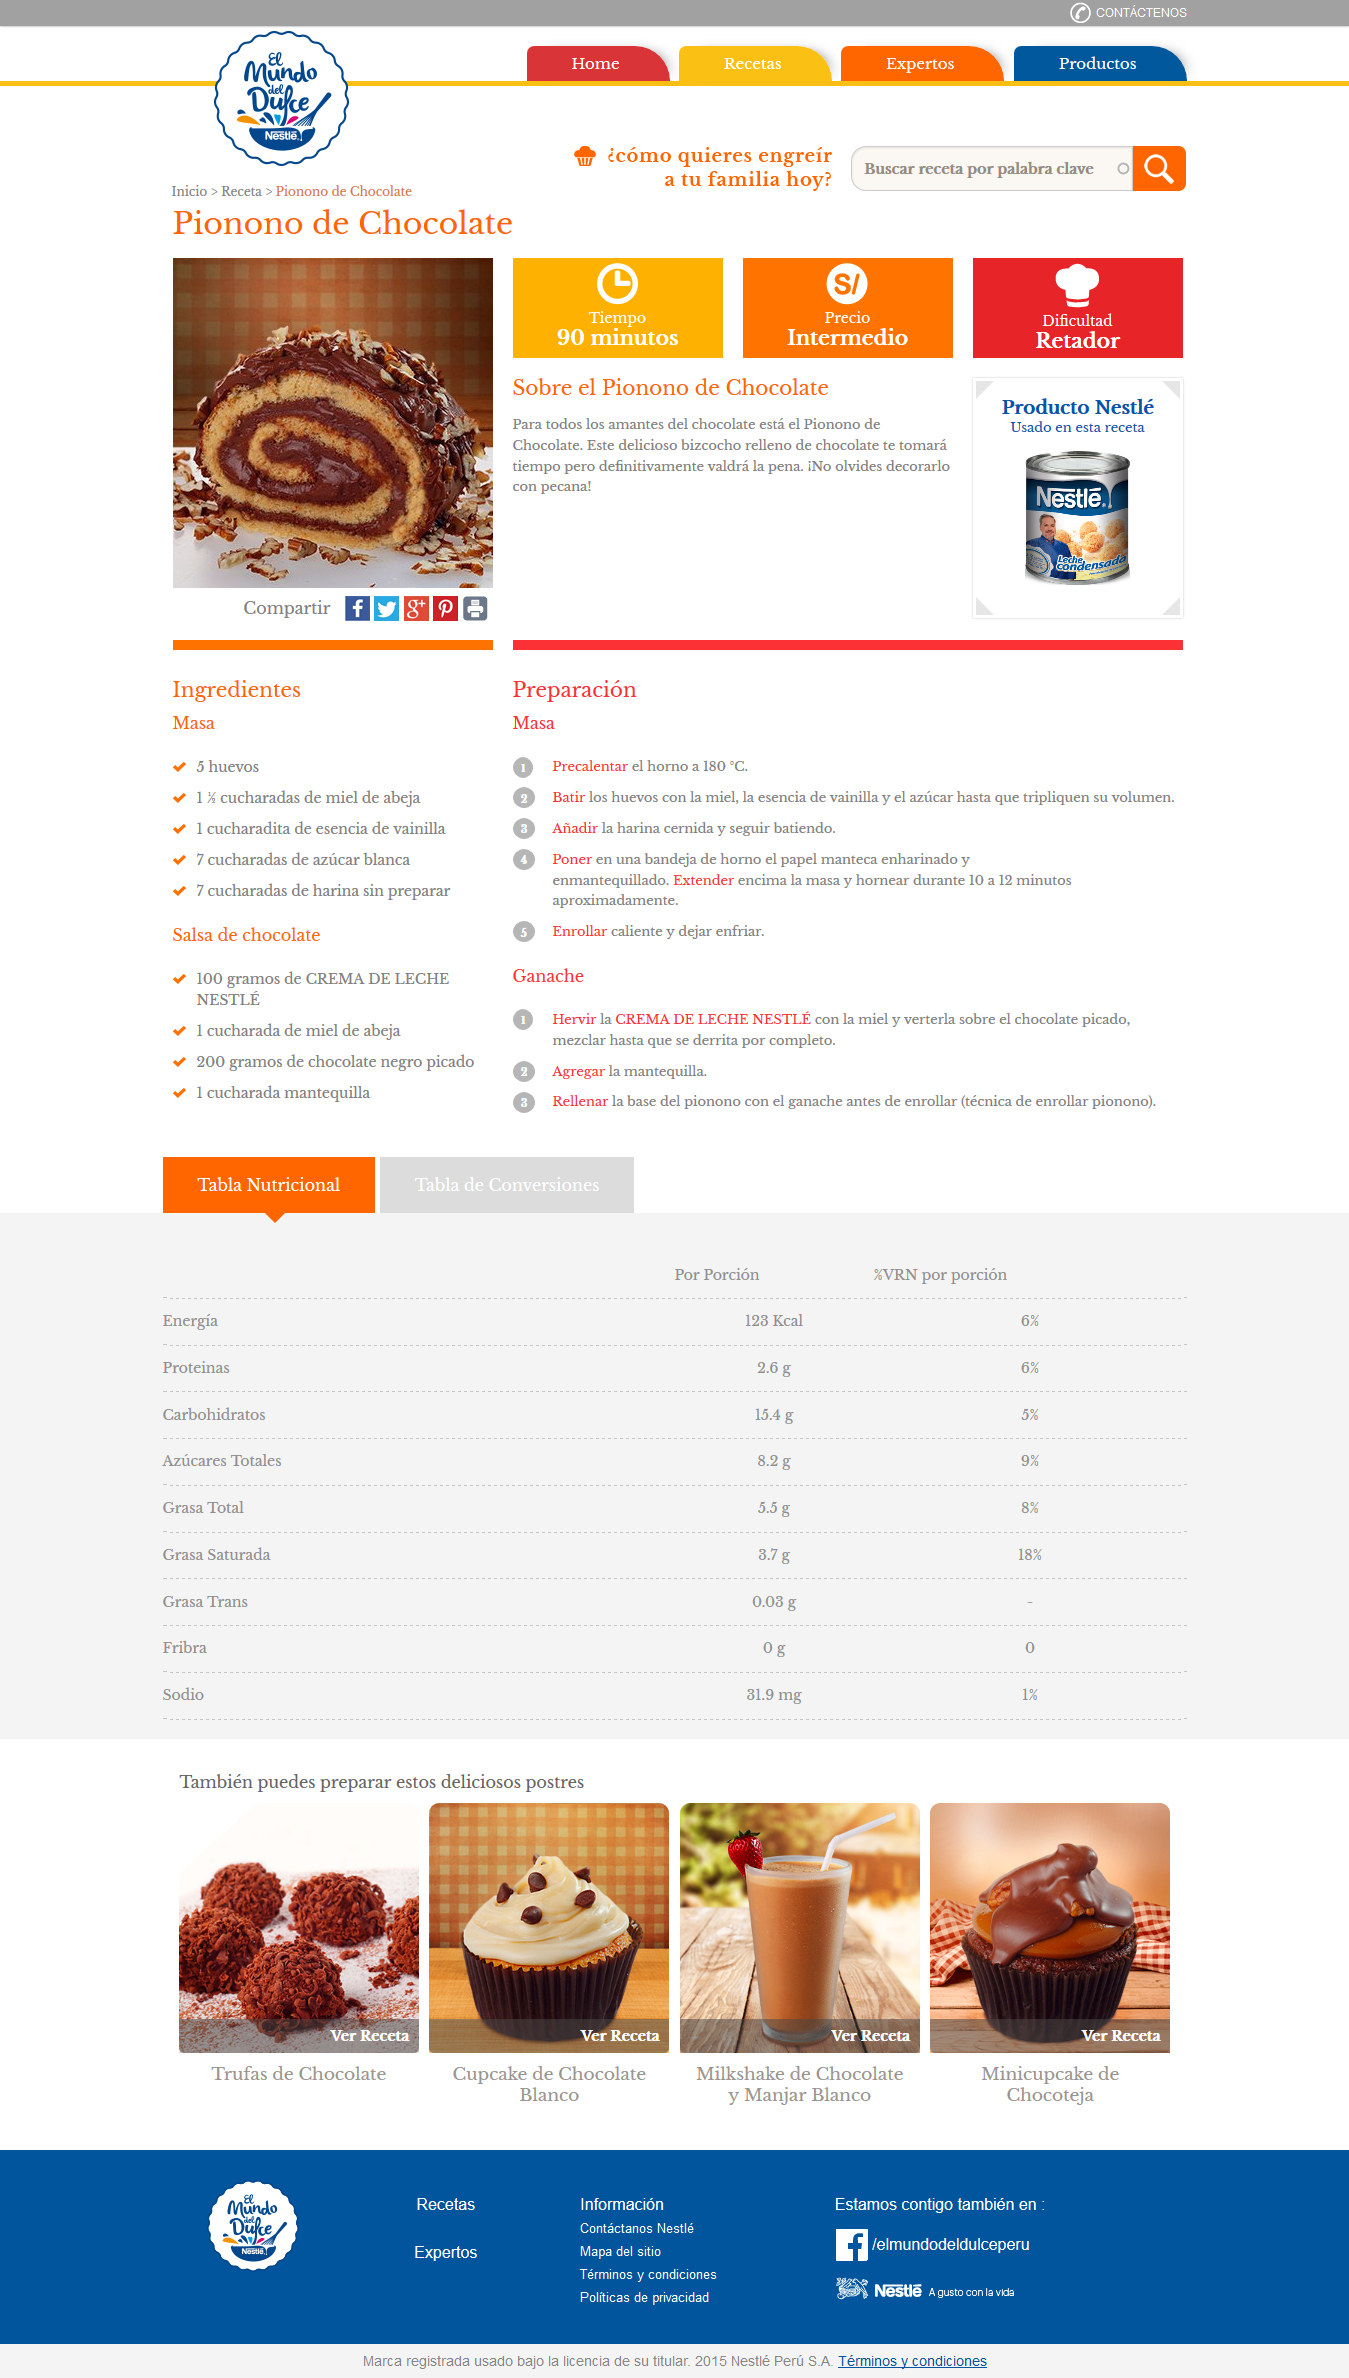 CONTÁCTENOS
El Mundo del Dulce
Nestlé
Home
Recetas
Expertos
Productos
¿cómo quieres engreír
a tu familia hoy?
Buscar receta por palabra clave
Inicio > Receta > Pionono de Chocolate
Pionono de Chocolate
Tiempo
90 minutos
S/
Precio
Intermedio
Dificultad
Retador
Sobre el Pionono de Chocolate
Para todos los amantes del chocolate está el Pionono de
Chocolate. Este delicioso bizcocho relleno de chocolate te tomará
tiempo pero definitivamente valdrá la pena. ¡No olvides decorarlo
con pecana!
Producto Nestlé
Usado en esta receta
Nestlé
Leche
condensada
Compartir
Ingredientes
Masa
5 huevos
1 ½ cucharadas de miel de abeja
1 cucharadita de esencia de vainilla
7 cucharadas de azúcar blanca
7 cucharadas de harina sin preparar
Salsa de chocolate
100 gramos de CREMA DE LECHE
NESTLÉ
1 cucharada de miel de abeja
200 gramos de chocolate negro picado
1 cucharada mantequilla
Preparación
Masa
1 Precalentar el horno a 180 °C.
2 Batir los huevos con la miel, la esencia de vainilla y el azúcar hasta que tripliquen su volumen.
3 Añadir la harina cernida y seguir batiendo.
4 Poner en una bandeja de horno el papel manteca enharinado y
enmantequillado. Extender encima la masa y hornear durante 10 a 12 minutos
aproximadamente.
5 Enrollar caliente y dejar enfriar.
Ganache
1 Hervir la CREMA DE LECHE NESTLÉ con la miel y verterla sobre el chocolate picado,
mezclar hasta que se derrita por completo.
2 Agregar la mantequilla.
3 Rellenar la base del pionono con el ganache antes de enrollar (técnica de enrollar pionono).
Tabla Nutricional
Tabla de Conversiones
Por Porción %VRN por porción
Energía 123 Kcal 6%
Proteinas 2.6 g 6%
Carbohidratos 15.4 g 5%
Azúcares Totales 8.2 g 9%
Grasa Total 5.5 g 8%
Grasa Saturada 3.7 g 18%
Grasa Trans 0.03 g -
Fribra 0 g 0
Sodio 31.9 mg 1%
También puedes preparar estos deliciosos postres
Ver Receta
Ver Receta
Ver Receta
Ver Receta
Trufas de Chocolate
Cupcake de Chocolate
Blanco
Milkshake de Chocolate
y Manjar Blanco
Minicupcake de
Chocoteja
El Mundo del Dulce
Nestlé
Recetas
Expertos
Información
Contáctanos Nestlé
Mapa del sitio
Términos y condiciones
Políticas de privacidad
Estamos contigo también en :
/elmundodeldulceperu
Nestlé A gusto con la vida
Marca registrada usado bajo la licencia de su titular. 2015 Nestlé Perú S.A. Términos y condiciones